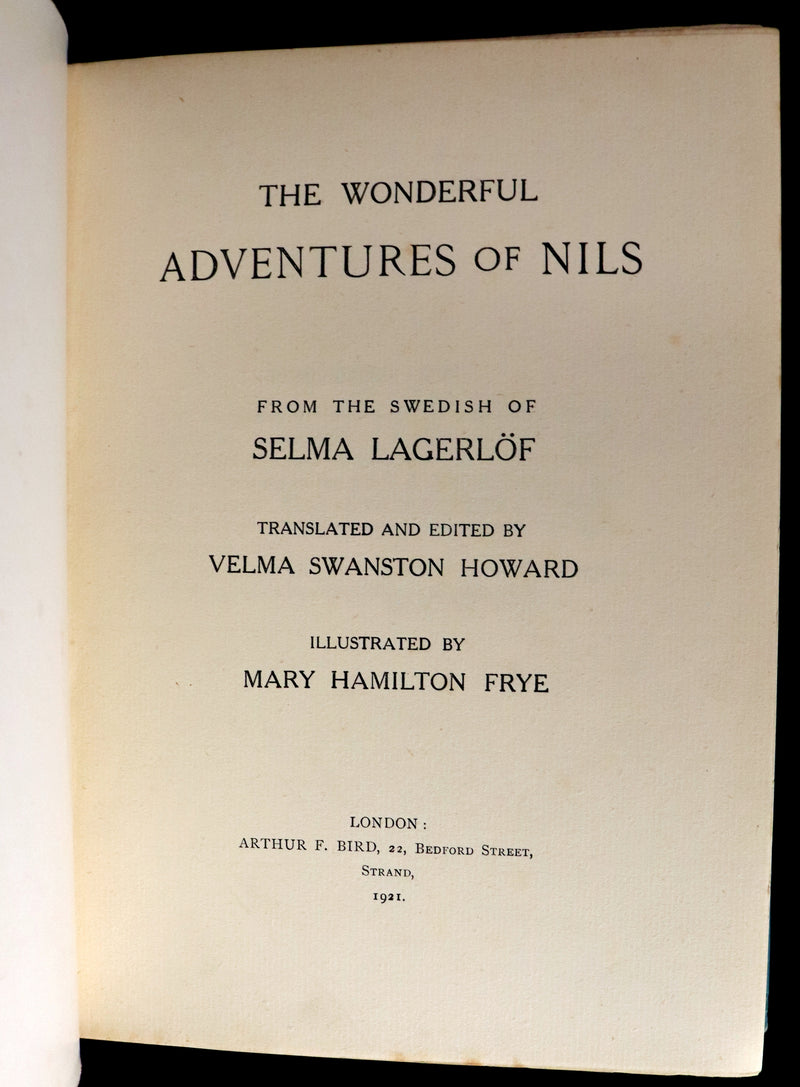 THE WONDERFUL
ADVENTURES OF NILS
FROM THE SWEDISH OF
SELMA LAGERLÖF
TRANSLATED AND EDITED BY
VELMA SWANSTON HOWARD
ILLUSTRATED BY
MARY HAMILTON FRYE
LONDON:
ARTHUR F. BIRD, 22, BEDFORD STREET,
STRAND,
1921.